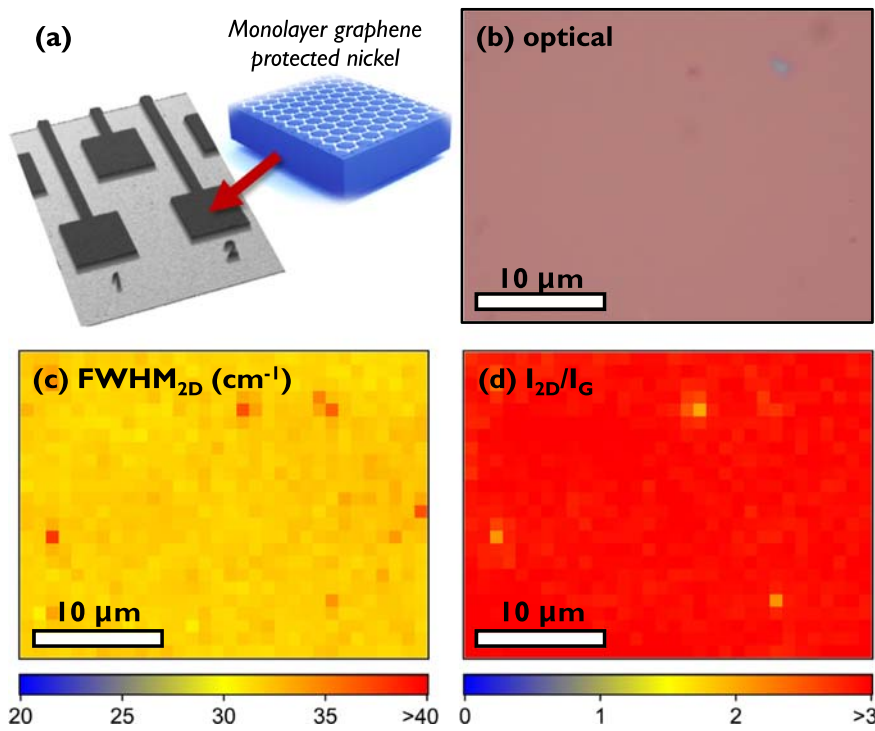 (a)
Monolayer graphene
protected nickel
1
2
(b) optical
10 μm
(c) FWHM2D (cm-1)
10 μm
20 25 30 35 >40
(d) I2D/IG
10 μm
0 1 2 >3